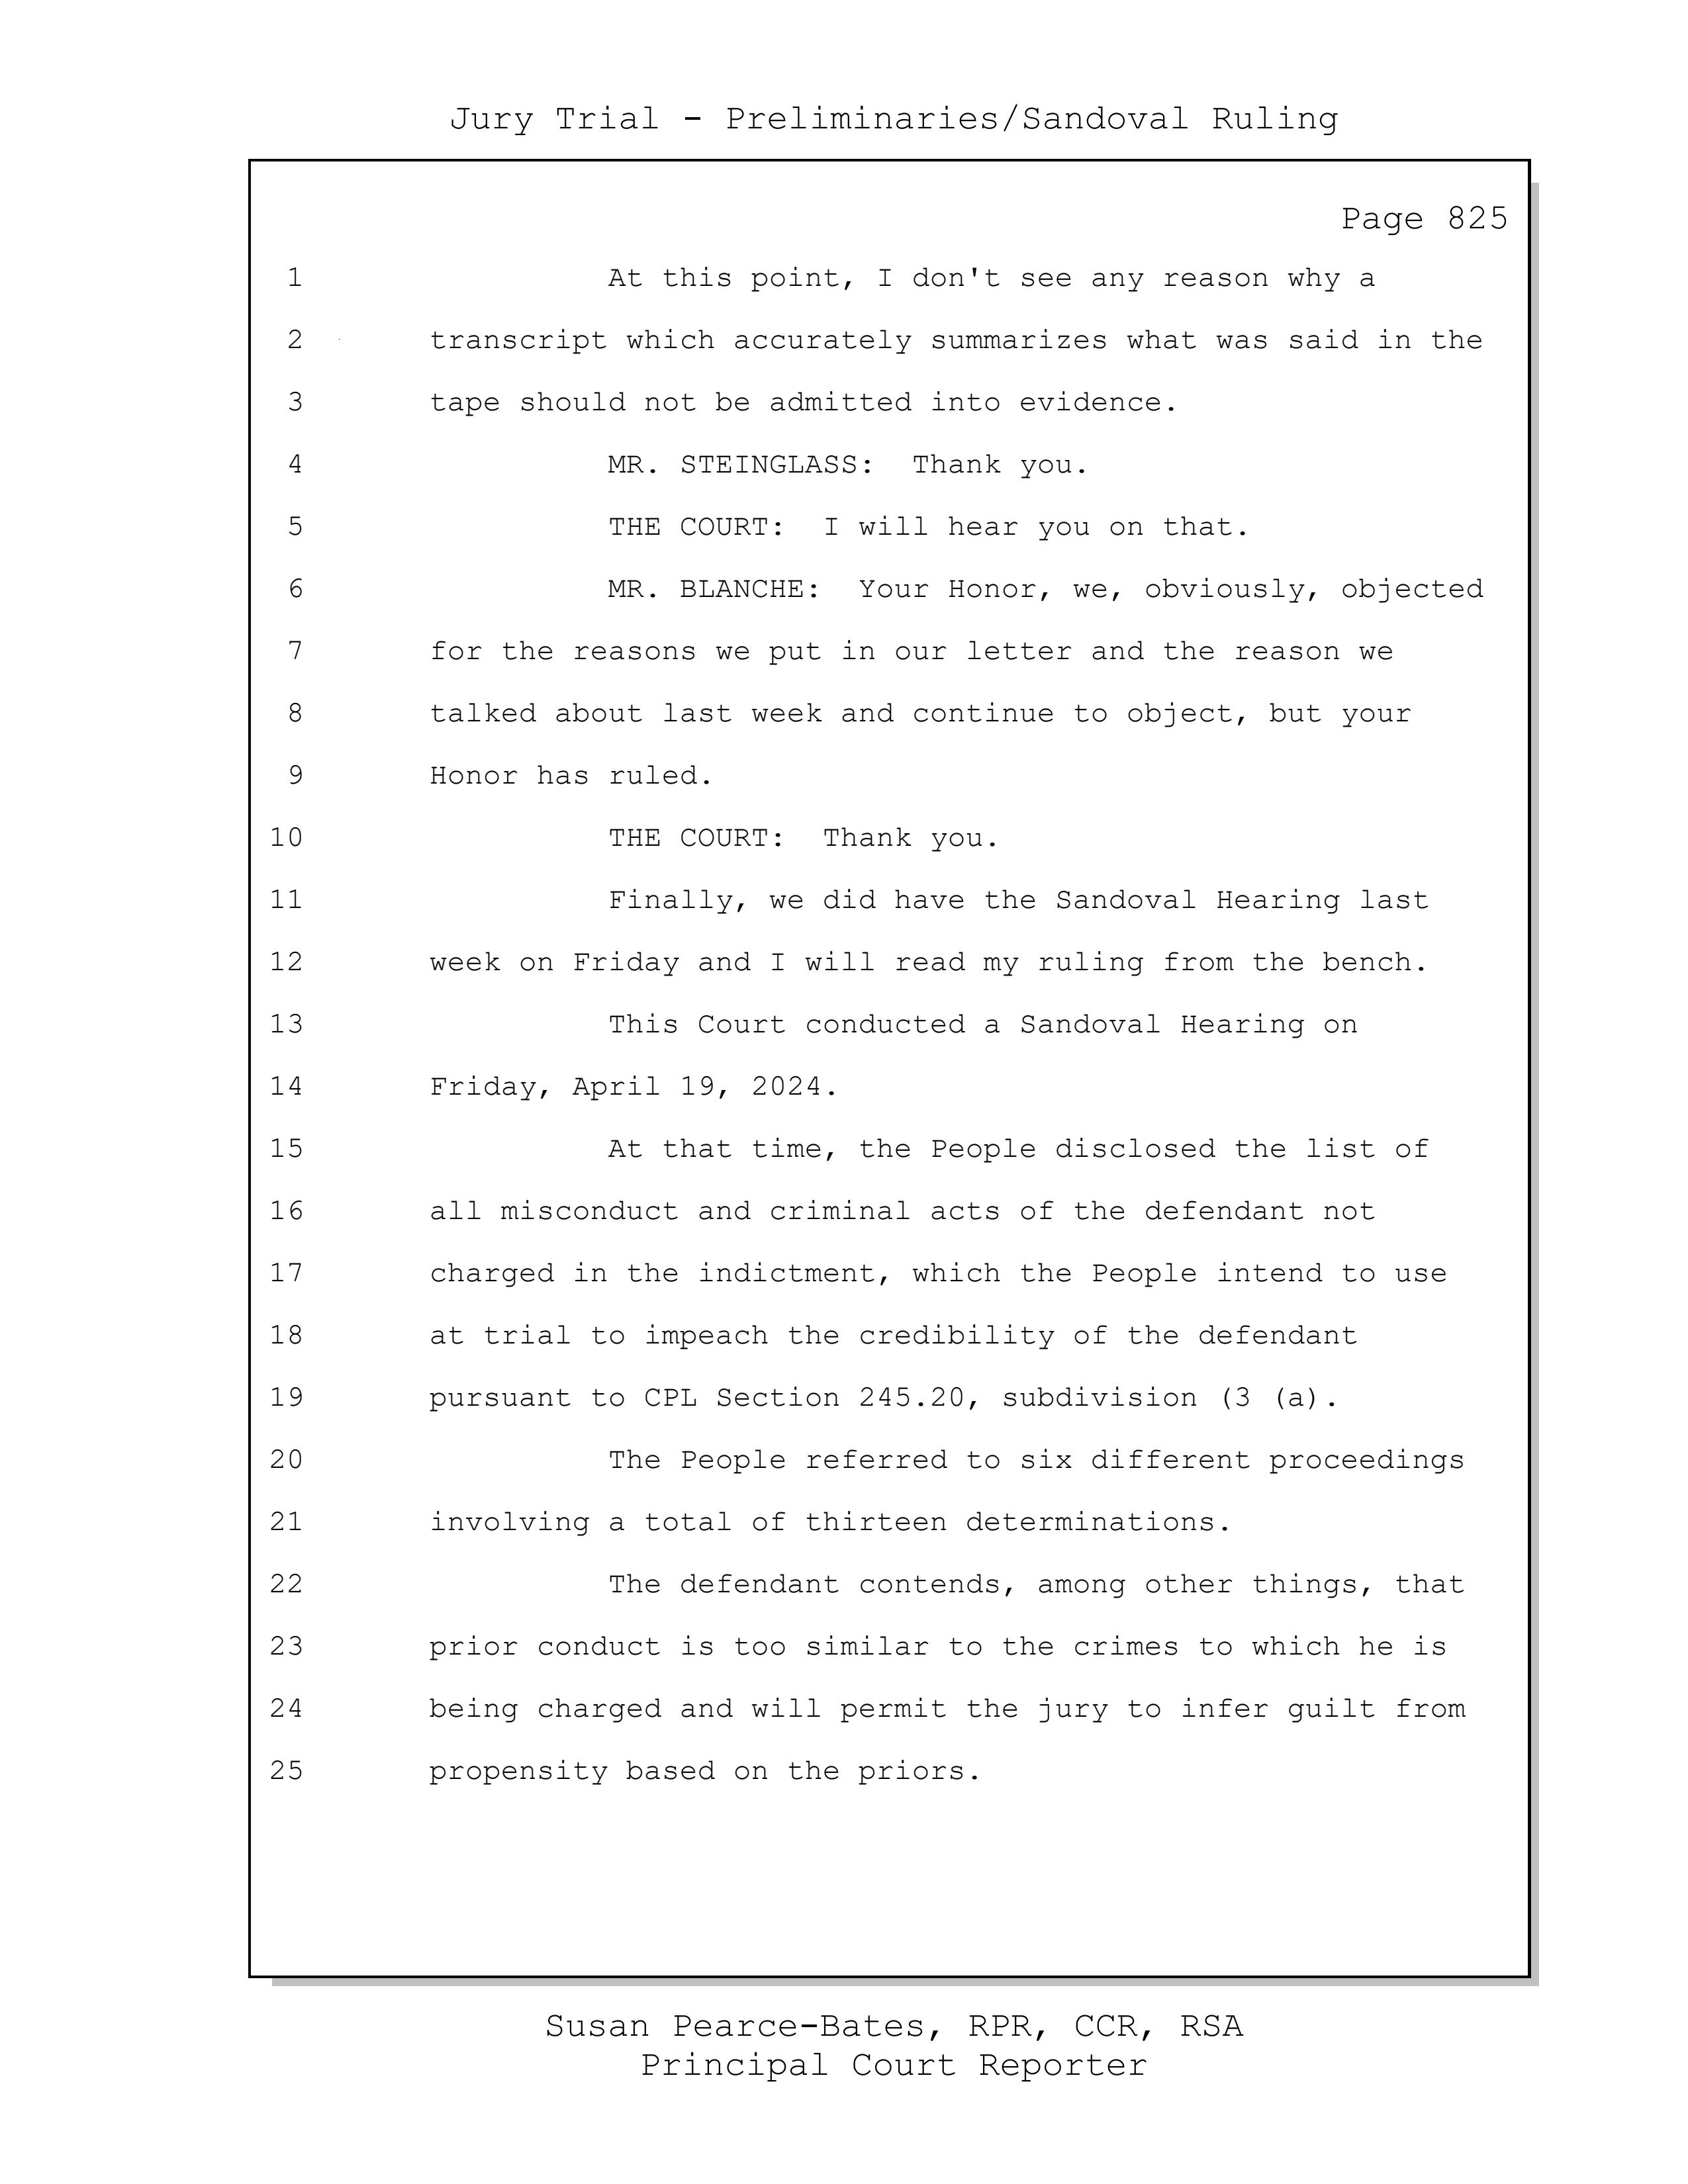 Jury Trial - Preliminaries/Sandoval Ruling
Page 825
1 At this point, I don't see any reason why a
2 transcript which accurately summarizes what was said in the
3 tape should not be admitted into evidence.
4 MR. STEINGLASS: Thank you.
5 THE COURT: I will hear you on that.
6 MR. BLANCHE: Your Honor, we, obviously, objected
7 for the reasons we put in our letter and the reason we
8 talked about last week and continue to object, but your
9 Honor has ruled.
10 THE COURT: Thank you.
11 Finally, we did have the Sandoval Hearing last
12 week on Friday and I will read my ruling from the bench.
13 This Court conducted a Sandoval Hearing on
14 Friday, April 19, 2024.
15 At that time, the People disclosed the list of
16 all misconduct and criminal acts of the defendant not
17 charged in the indictment, which the People intend to use
18 at trial to impeach the credibility of the defendant
19 pursuant to CPL Section 245.20, subdivision (3 (a).
20 The People referred to six different proceedings
21 involving a total of thirteen determinations.
22 The defendant contends, among other things, that
23 prior conduct is too similar to the crimes to which he is
24 being charged and will permit the jury to infer guilt from
25 propensity based on the priors.
Susan Pearce-Bates, RPR, CCR, RSA
Principal Court Reporter